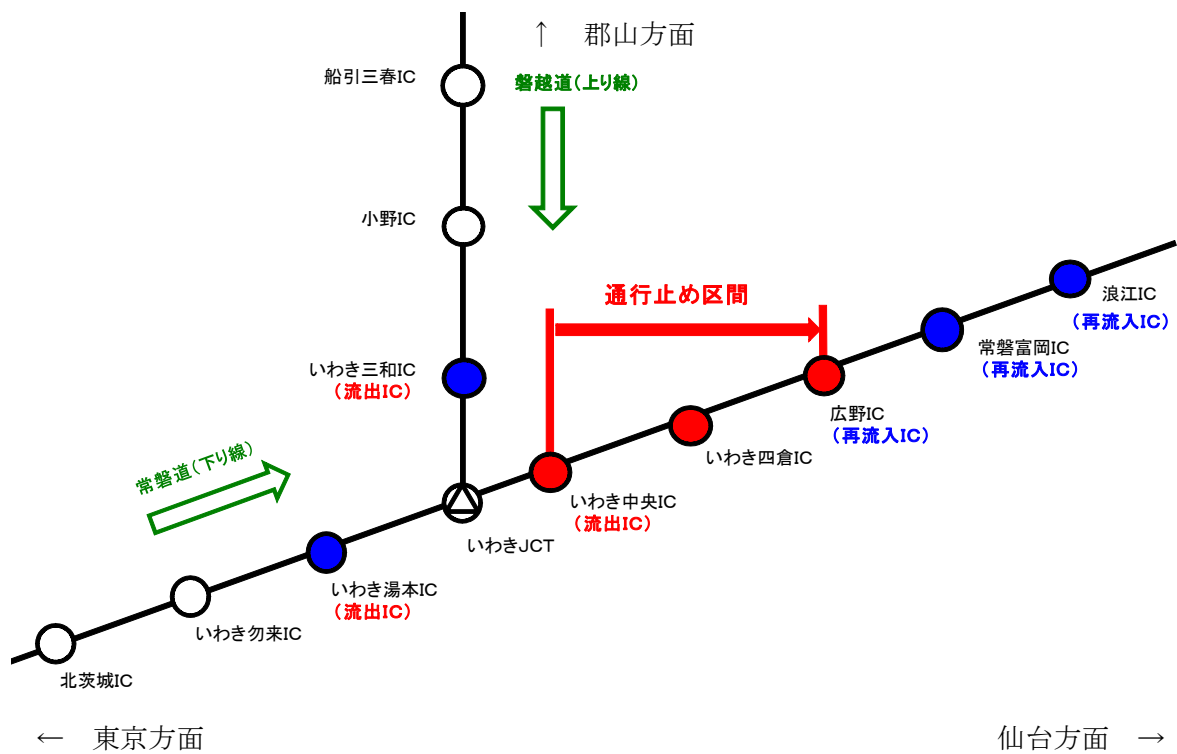 ↑　郡山方面
船引三春IC
磐越道(上り線)
小野IC
通行止め区間
浪江IC
(再流入IC)
常磐富岡IC
(再流入IC)
いわき三和IC
(流出IC)
広野IC
(再流入IC)
いわき四倉IC
常磐道(下り線)
いわき中央IC
(流出IC)
いわきJCT
いわき湯本IC
(流出IC)
いわき勿来IC
北茨城IC
←　東京方面
仙台方面　→